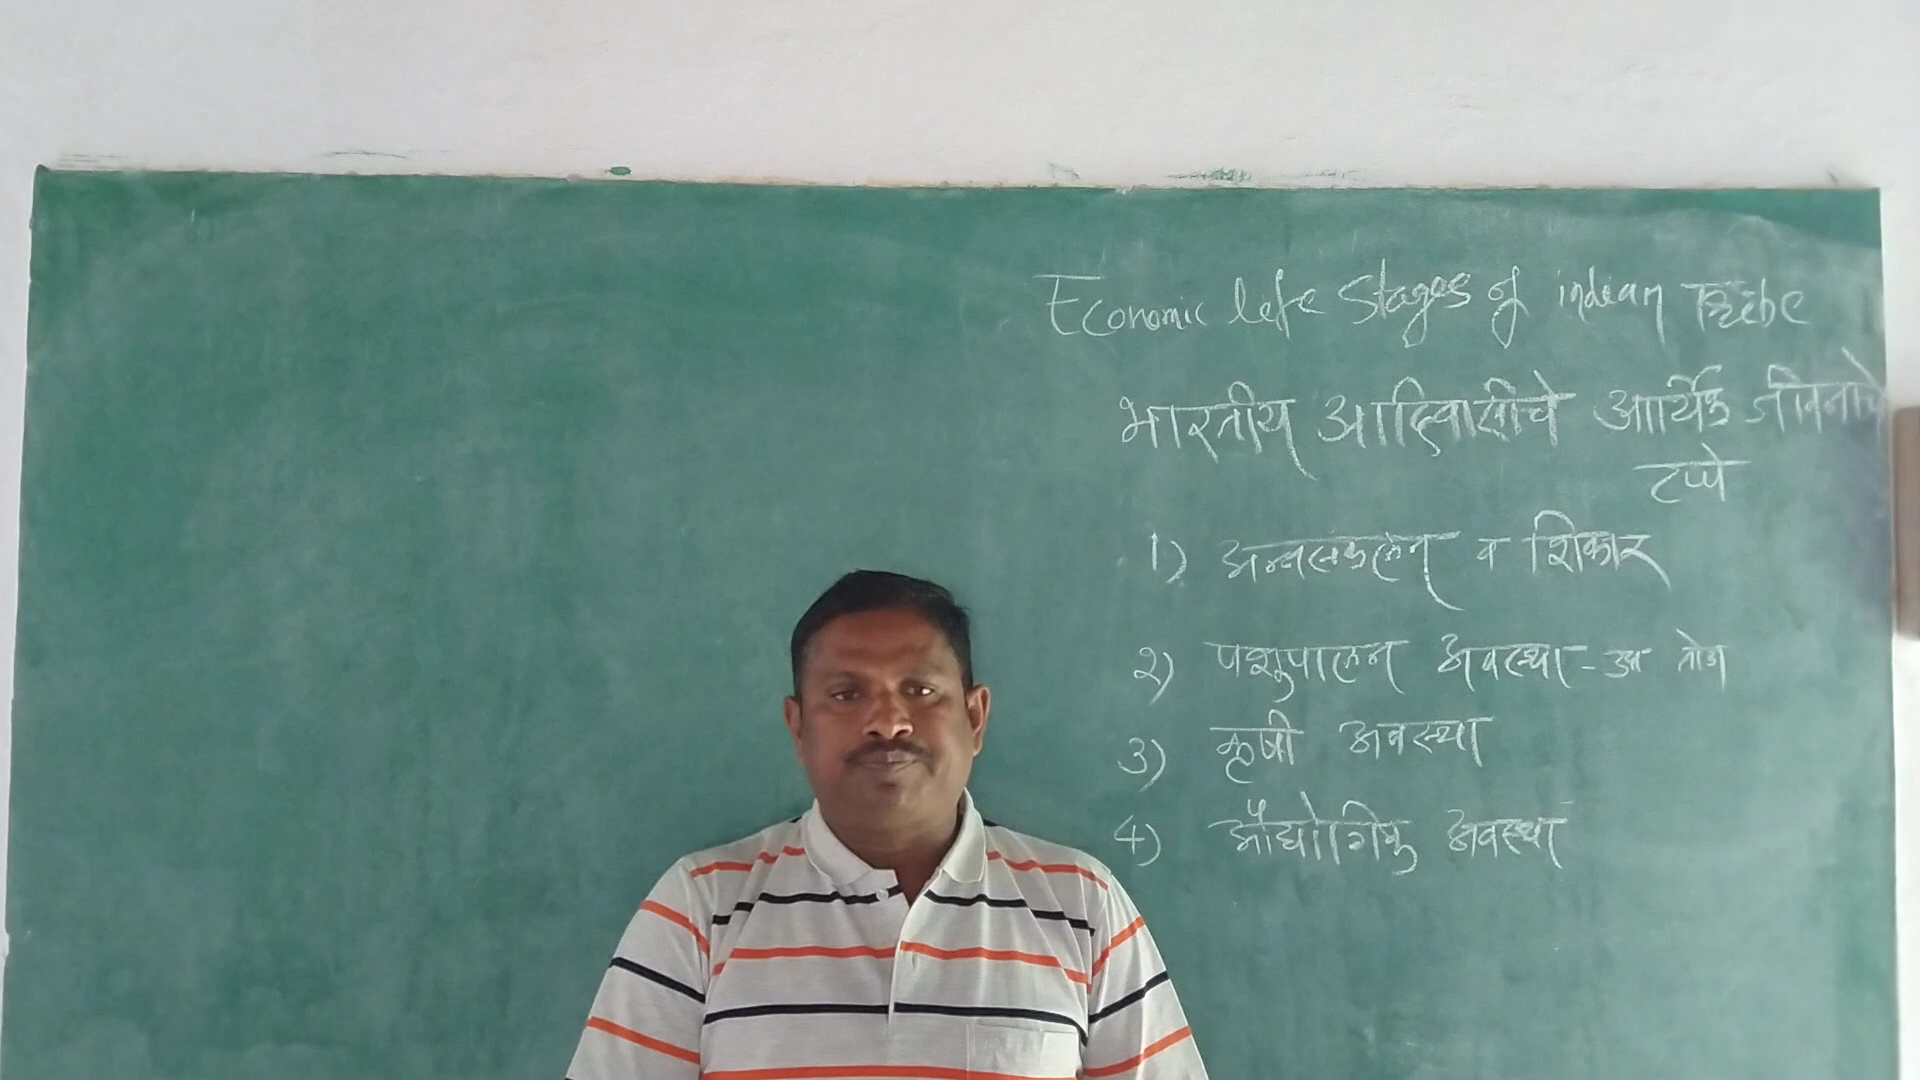 Economic life Stages of indian Tribe
भारतीय आदिवासींचे आर्थिक जीवनाचे
टप्पे
1) अन्नसंकलन व शिकार
२) पशुपालन अवस्था -
3) कृषी अवस्था
4) औद्योगिक अवस्था